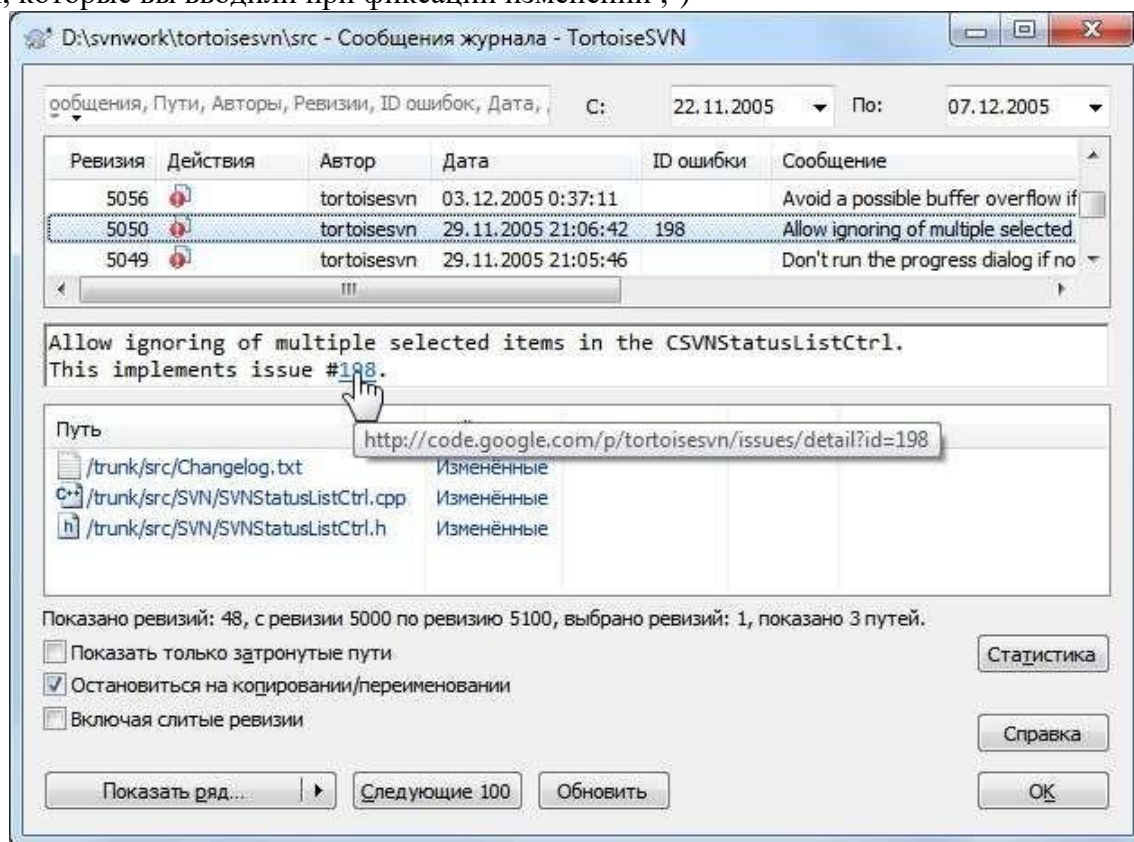 , которые вы вводили при фиксации изменений ;-)
D:\svnwork\tortoisesvn\src - Сообщения журнала - TortoiseSVN
ообщения, Пути, Авторы, Ревизии, ID ошибок, Дата, С: 22.11.2005 По: 07.12.2005
Ревизия Действия Автор Дата ID ошибки Сообщение
5056 tortoisesvn 03.12.2005 0:37:11 Avoid a possible buffer overflow if
5050 tortoisesvn 29.11.2005 21:06:42 198 Allow ignoring of multiple selected
5049 tortoisesvn 29.11.2005 21:05:46 Don't run the progress dialog if no
Allow ignoring of multiple selected items in the CSVNStatusListCtrl.
This implements issue #198.
Путь
http://code.google.com/p/tortoisesvn/issues/detail?id=198
/trunk/src/Changelog.txt Изменённые
/trunk/src/SVN/SVNStatusListCtrl.cpp Изменённые
/trunk/src/SVN/SVNStatusListCtrl.h Изменённые
Показано ревизий: 48, с ревизии 5000 по ревизию 5100, выбрано ревизий: 1, показано 3 путей.
Показать только затронутые пути
Статистика
Остановиться на копировании/переименовании
Включая слитые ревизии
Справка
Показать ряд... Следующие 100 Обновить OK